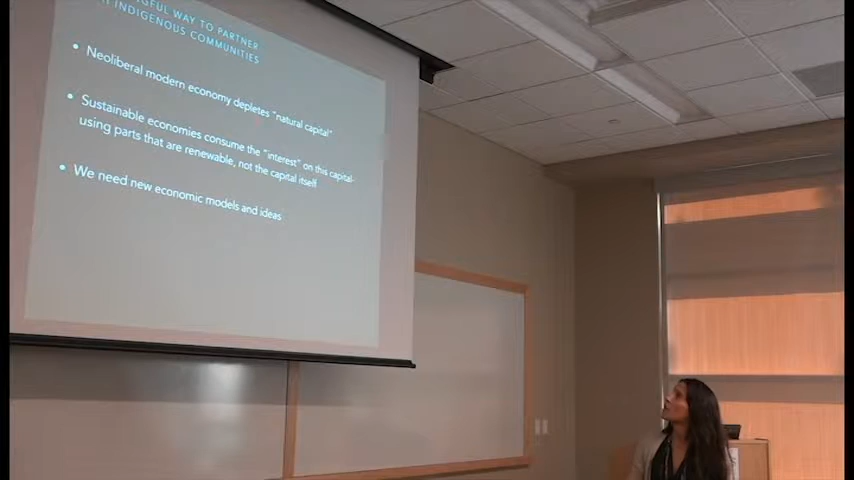 WAY TO PARTNER
INDIGENOUS COMMUNITIES
• Neoliberal modern economy depletes "natural capital"
• Sustainable economies consume the "interest" on this capital-
using parts that are renewable, not the capital itself
• We need new economic models and ideas